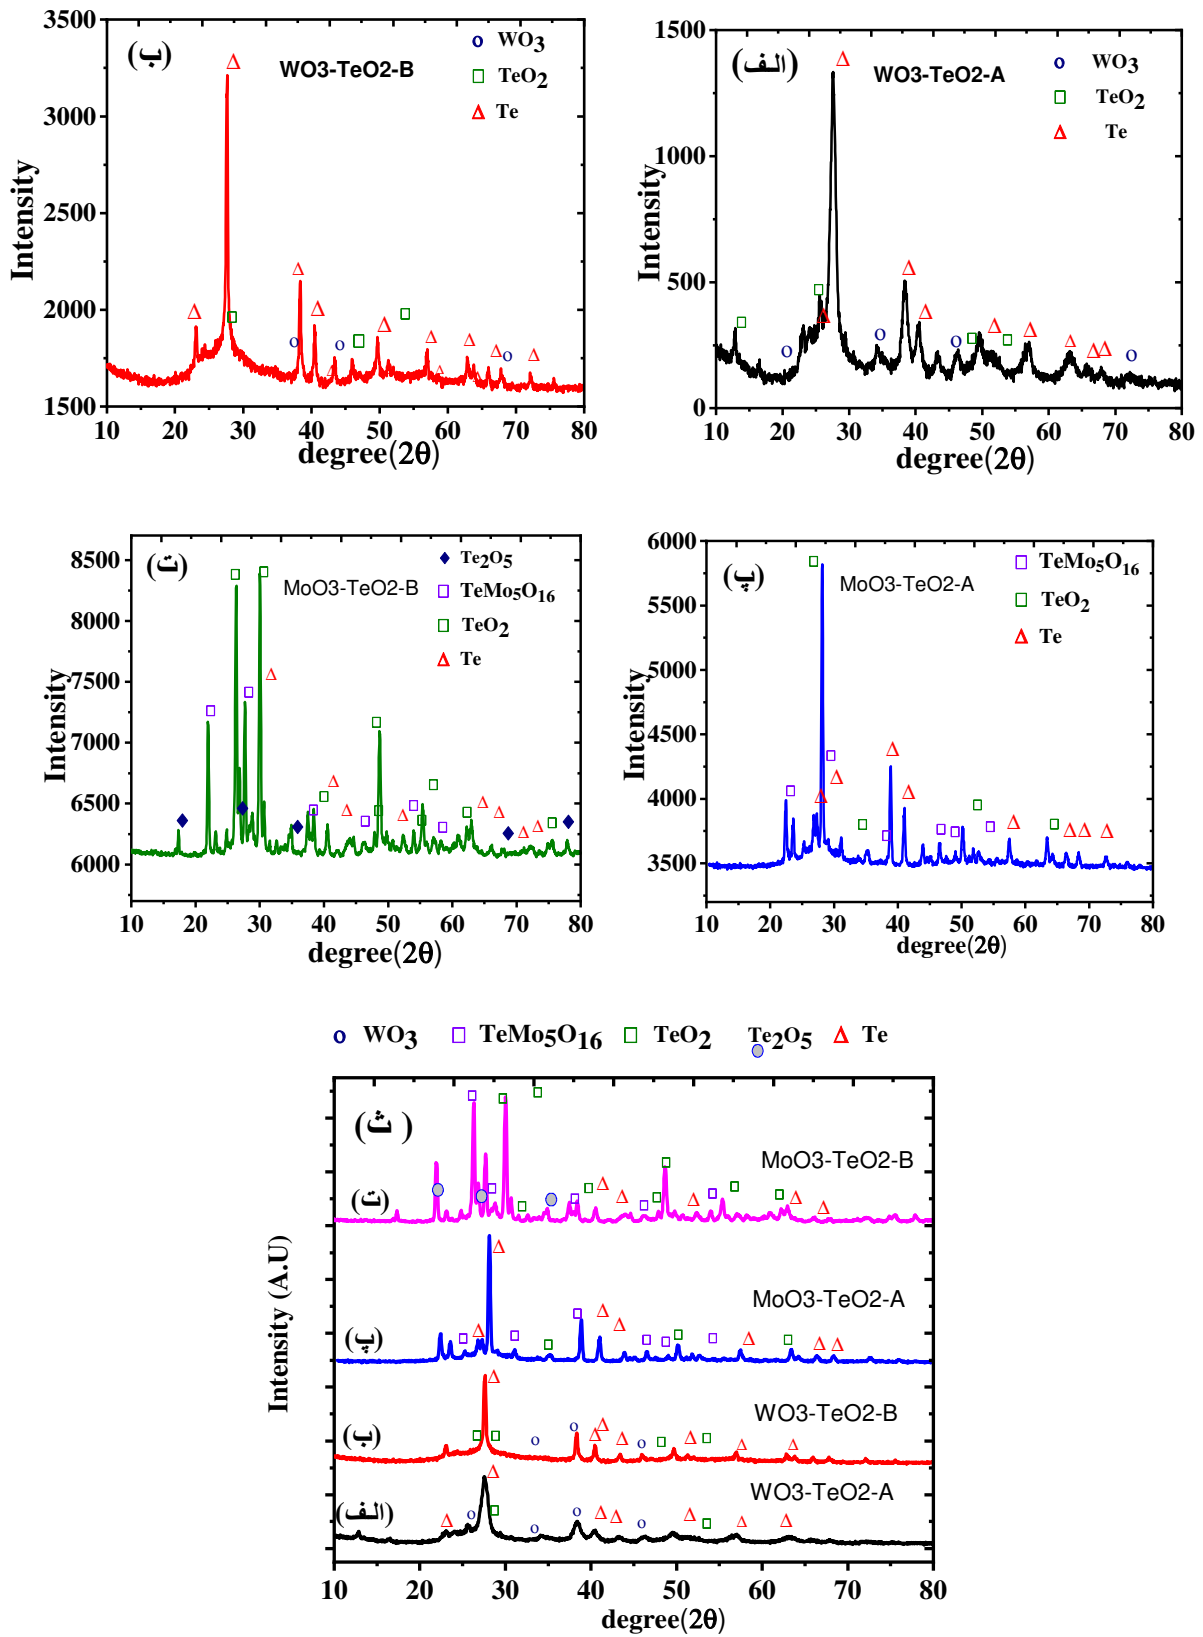 (ب)
WO3-TeO2-B
WO3
TeO2
Te
3500
3000
2500
2000
1500
10 20 30 40 50 60 70 80
Intensity
degree(2θ)
(الف)
WO3-TeO2-A
WO3
TeO2
Te
1500
1000
500
0
10 20 30 40 50 60 70 80
Intensity
degree(2θ)
(ت)
MoO3-TeO2-B
Te2O5
TeMo5O16
TeO2
Te
8500
8000
7500
7000
6500
6000
10 20 30 40 50 60 70 80
Intensity
degree(2θ)
(پ)
MoO3-TeO2-A
TeMo5O16
TeO2
Te
6000
5500
5000
4500
4000
3500
10 20 30 40 50 60 70 80
Intensity
degree(2θ)
WO3 TeMo5O16 TeO2 Te2O5 Te
(ث)
MoO3-TeO2-B
(ت)
MoO3-TeO2-A
(پ)
WO3-TeO2-B
(ب)
WO3-TeO2-A
(الف)
Intensity (A.U)
10 20 30 40 50 60 70 80
degree(2θ)